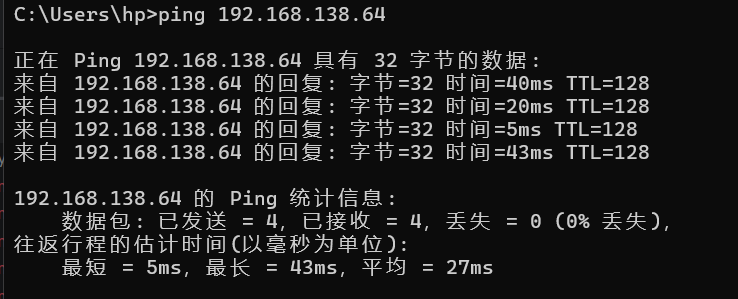 C:\Users\hp>ping 192.168.138.64
正在 Ping 192.168.138.64 具有 32 字节的数据:
来自 192.168.138.64 的回复: 字节=32 时间=40ms TTL=128
来自 192.168.138.64 的回复: 字节=32 时间=20ms TTL=128
来自 192.168.138.64 的回复: 字节=32 时间=5ms TTL=128
来自 192.168.138.64 的回复: 字节=32 时间=43ms TTL=128
192.168.138.64 的 Ping 统计信息:
数据包: 已发送 = 4, 已接收 = 4, 丢失 = 0 (0% 丢失),
往返行程的估计时间(以毫秒为单位):
最短 = 5ms, 最长 = 43ms, 平均 = 27ms